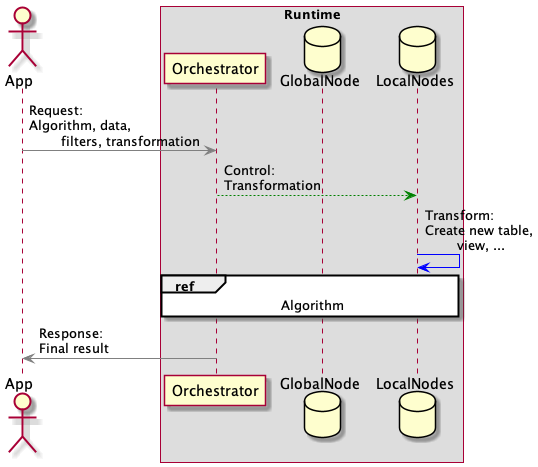 Runtime
App
Orchestrator
GlobalNode
LocalNodes
Request:
Algorithm, data,
filters, transformation
Control:
Transformation
Transform:
Create new table,
view, ...
ref
Algorithm
Response:
Final result
App
Orchestrator
GlobalNode
LocalNodes